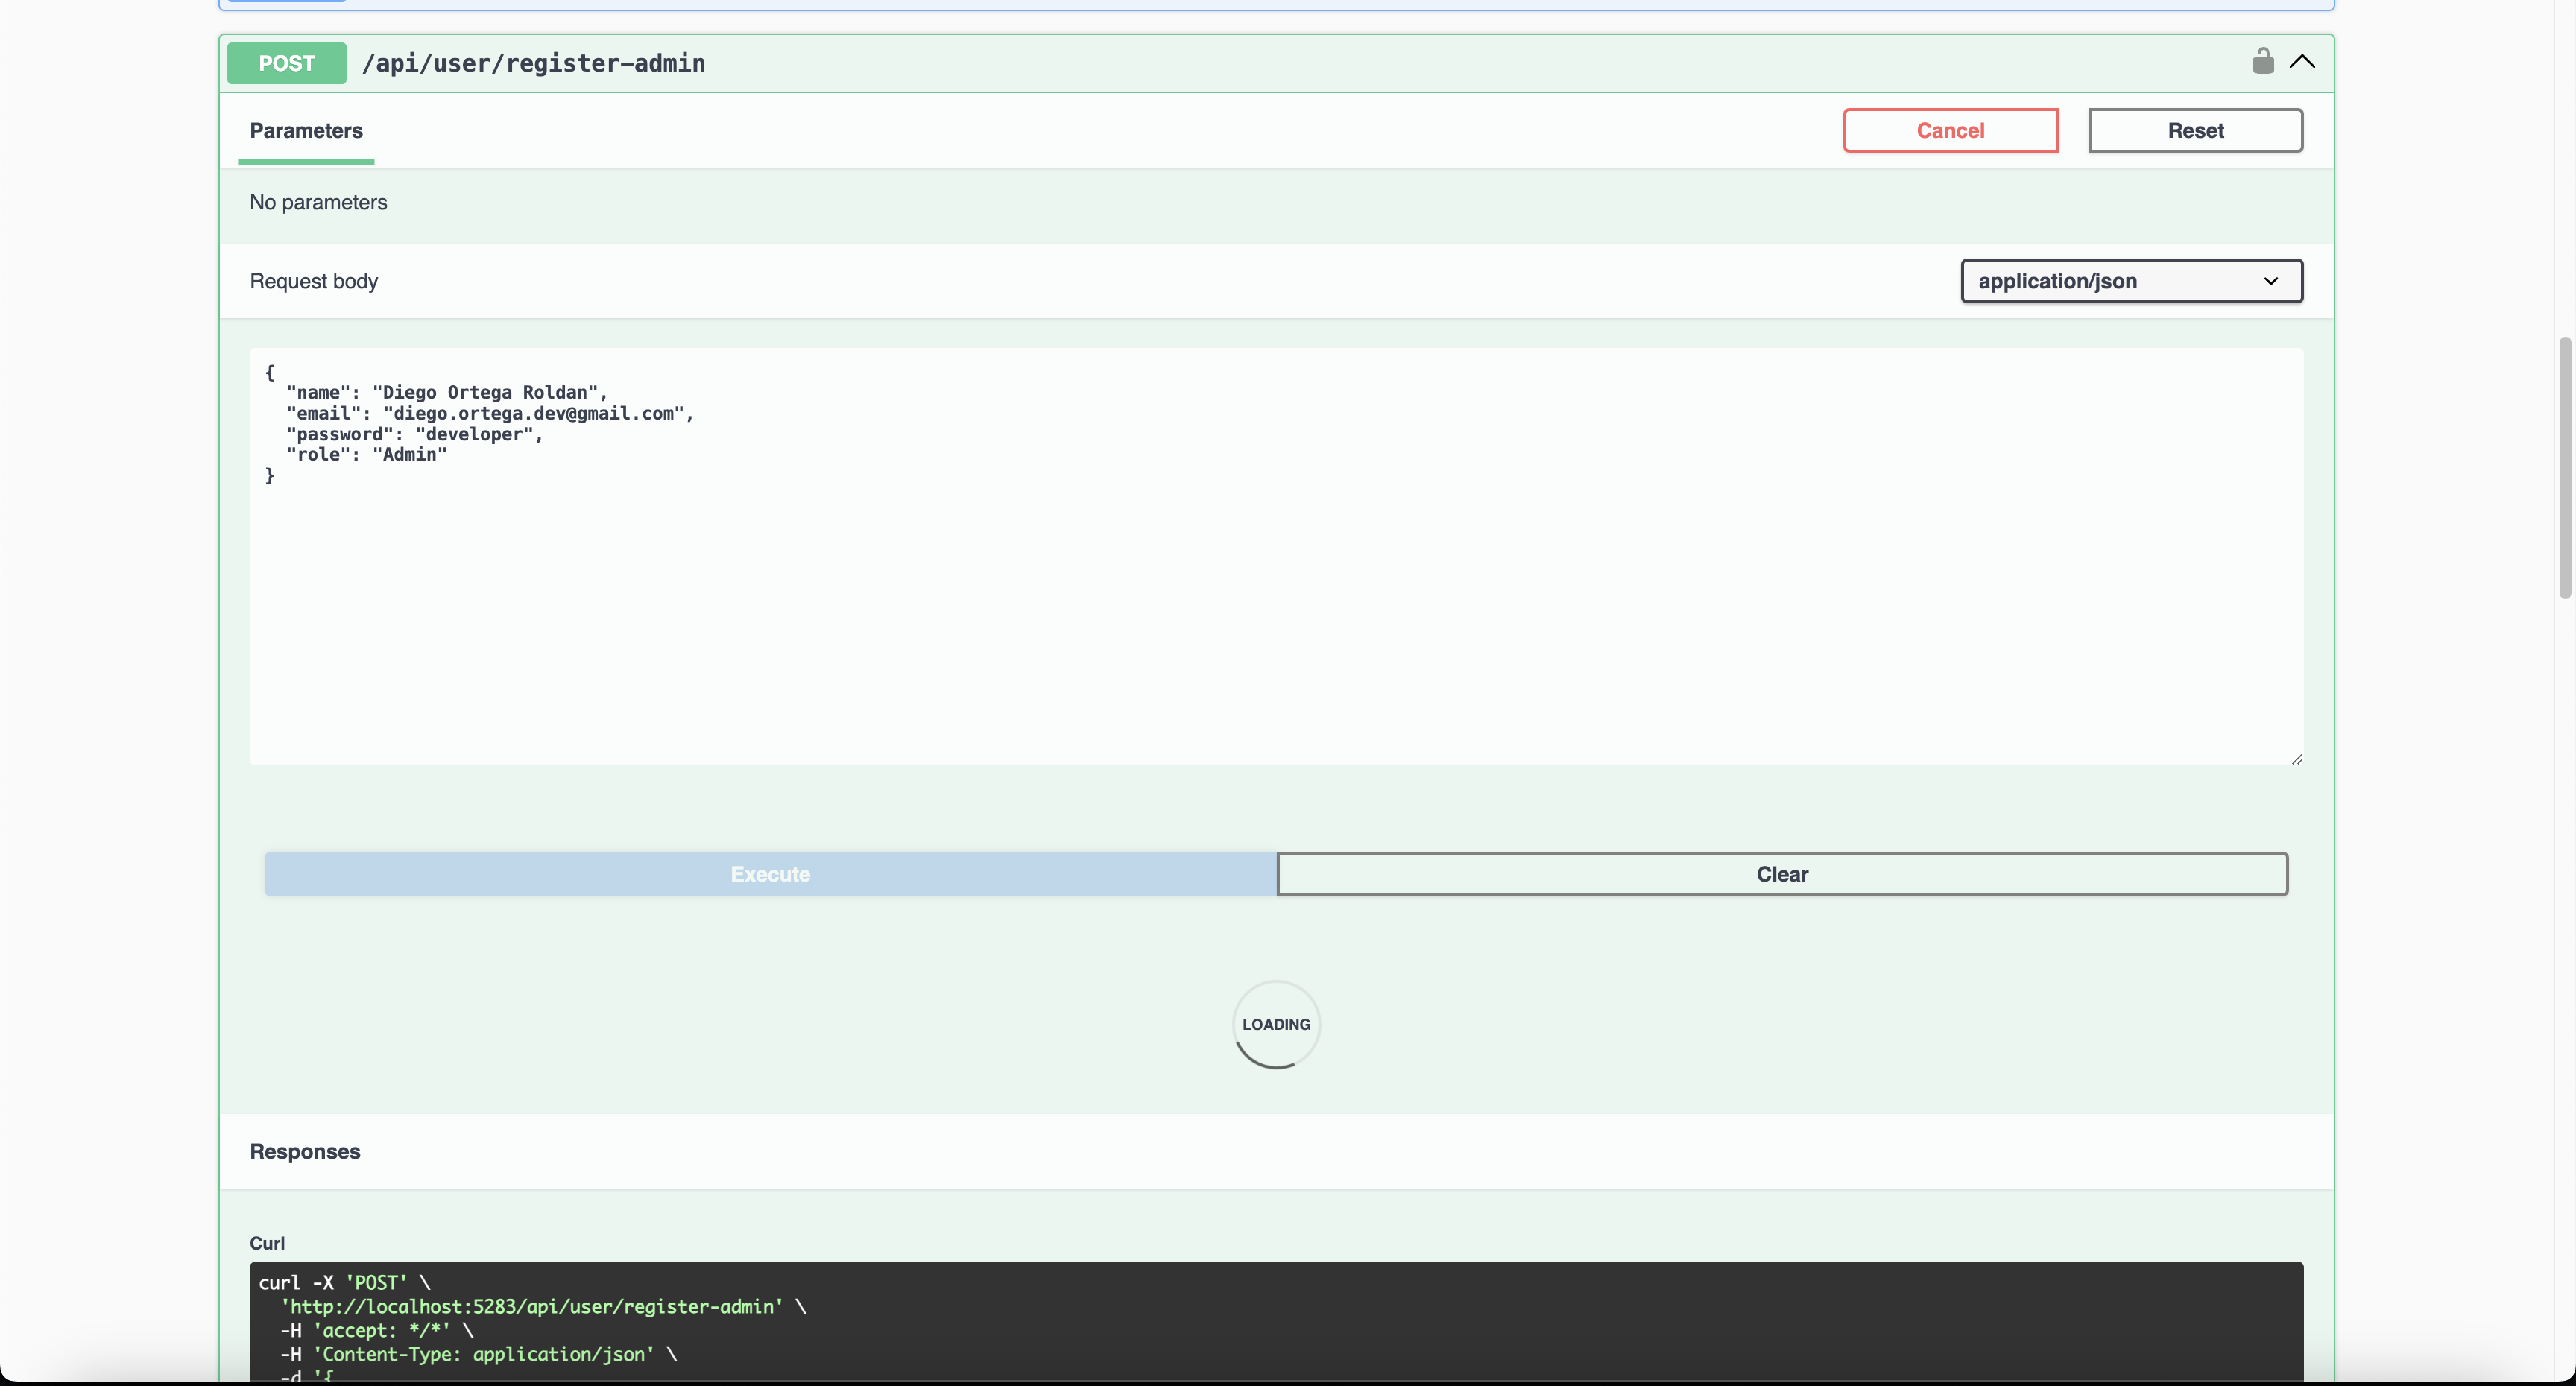 POST /api/user/register-admin
Parameters
Cancel
Reset
No parameters
Request body
application/json
{
"name": "Diego Ortega Roldan",
"email": "diego.ortega.dev@gmail.com",
"password": "developer",
"role": "Admin"
}
Execute
Clear
LOADING
Responses
Curl
curl -X 'POST' \
'http://localhost:5283/api/user/register-admin' \
-H 'accept: */*' \
-H 'Content-Type: application/json' \
-d '{